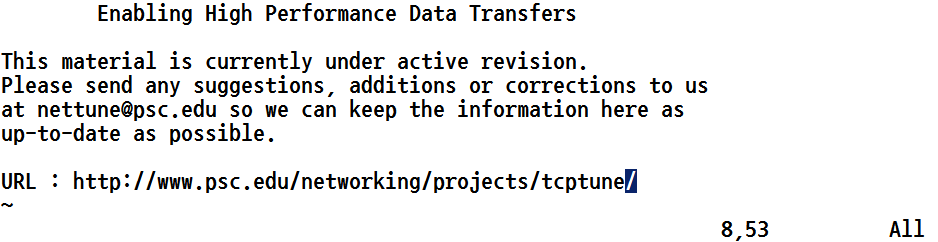 Enabling High Performance Data Transfers
This material is currently under active revision.
Please send any suggestions, additions or corrections to us
at nettune@psc.edu so we can keep the information here as
up-to-date as possible.
URL : http://www.psc.edu/networking/projects/tcptune/
~
8,53 All